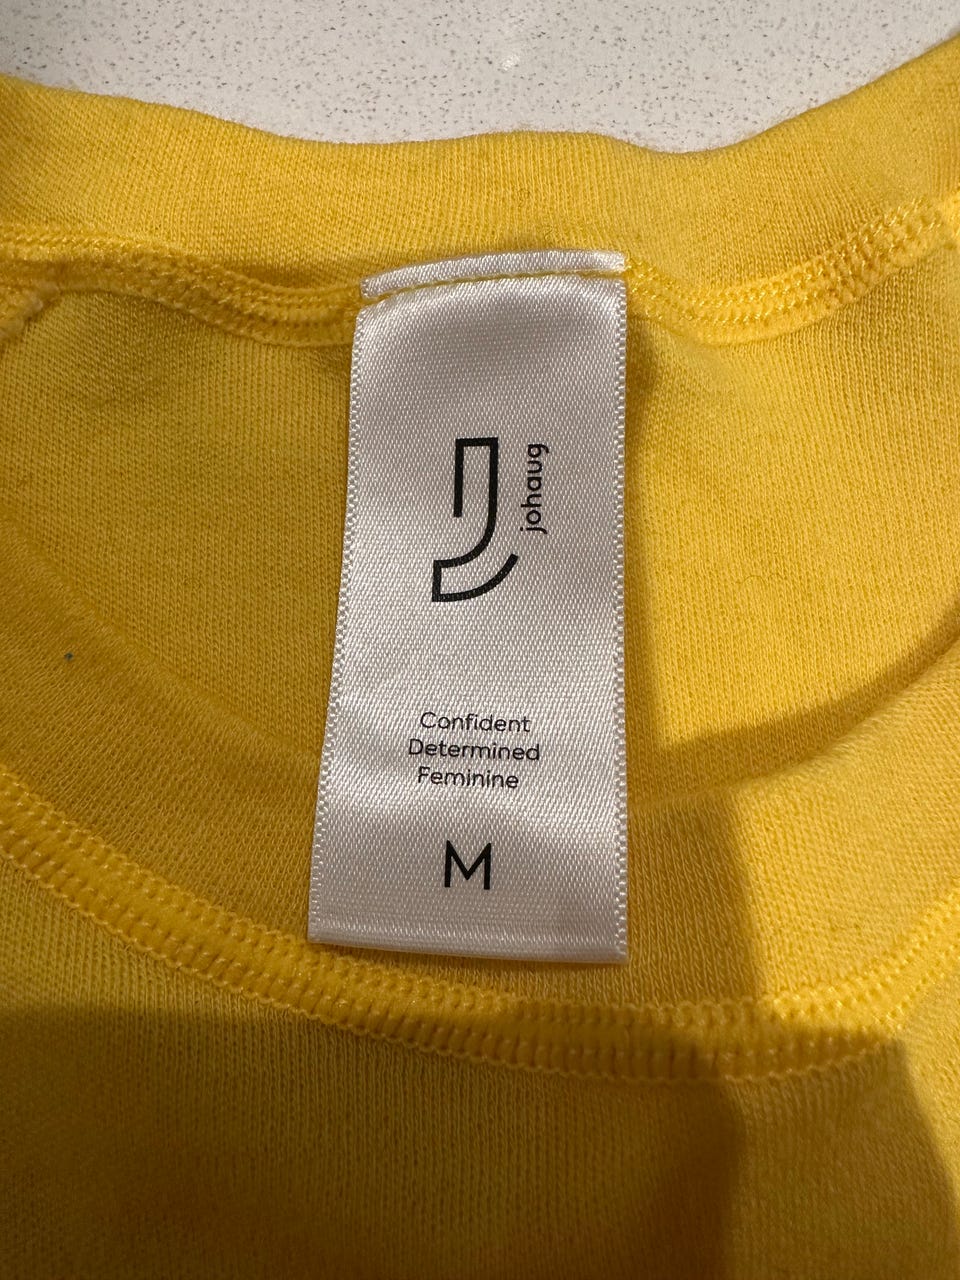 johaug
Confident
Determined
Feminine
M